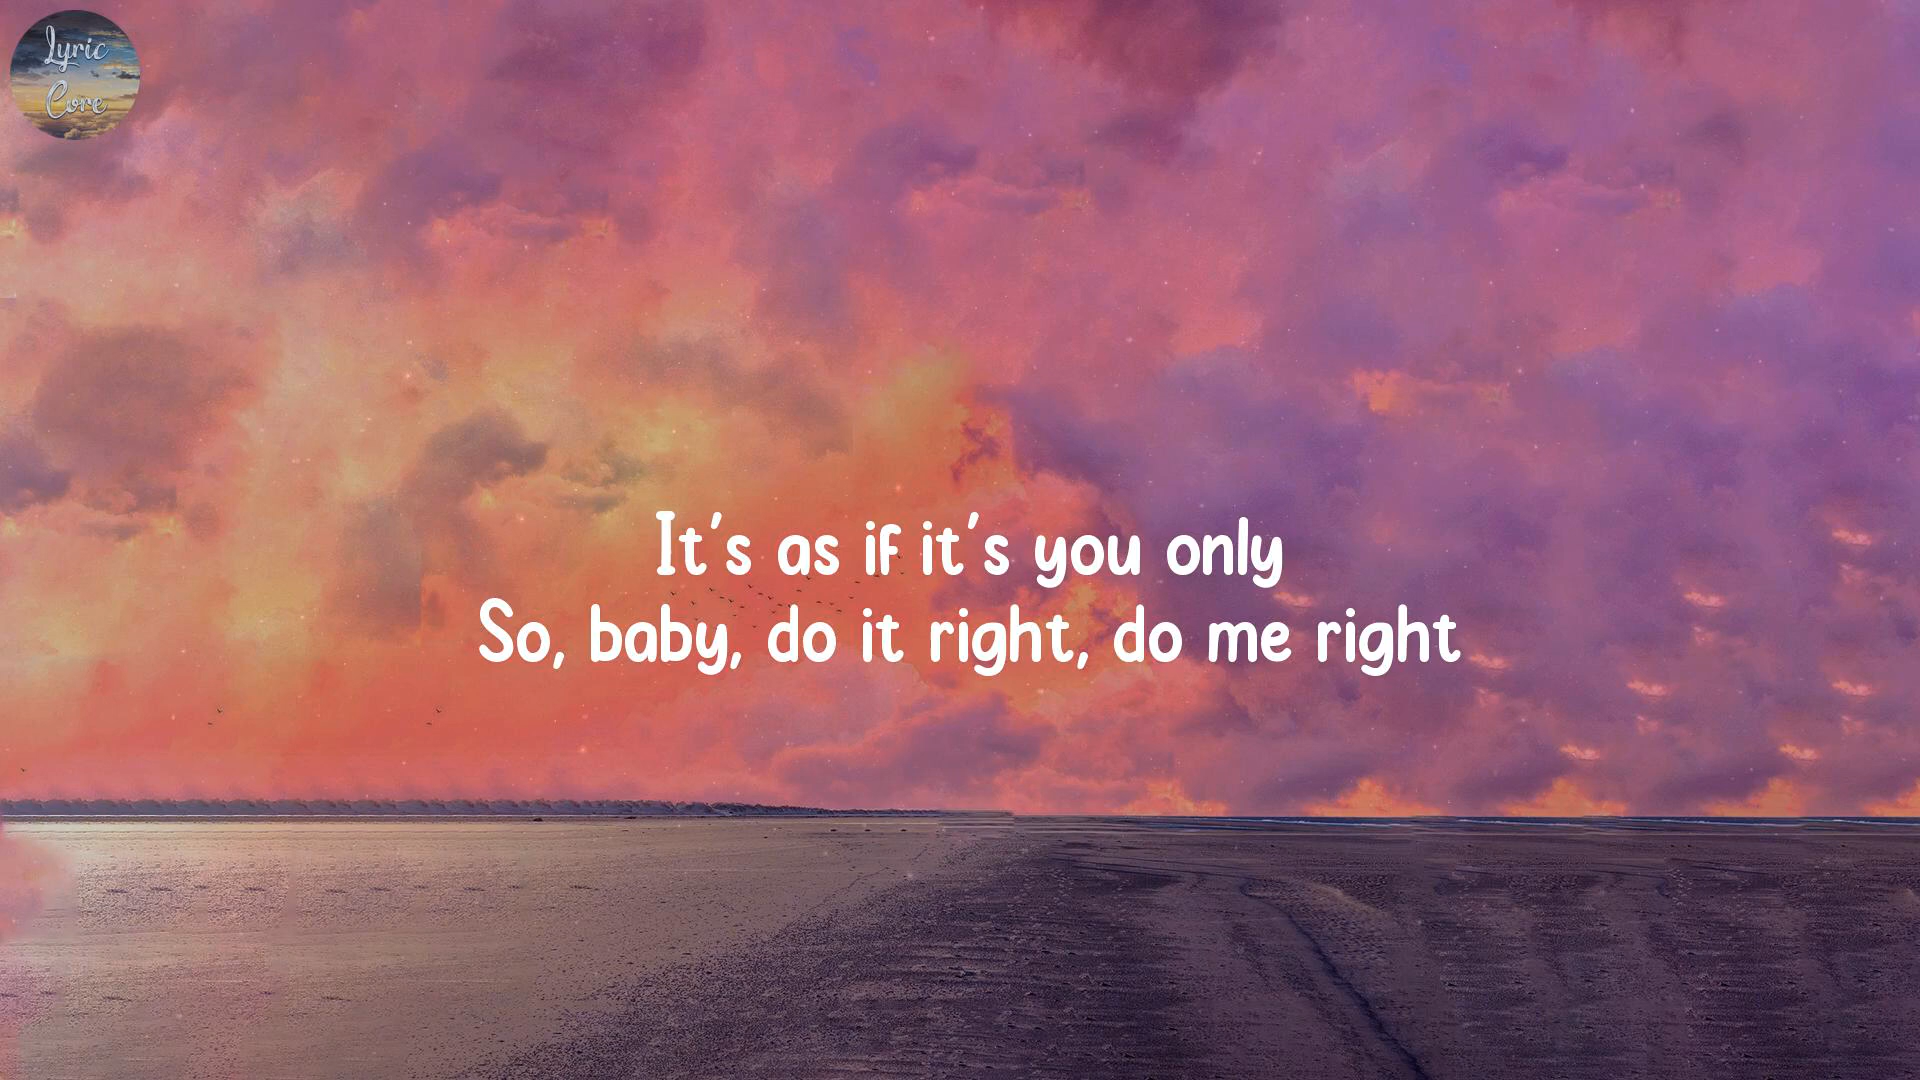 Lyric
Core
It's as if it's you only
So, baby, do it right, do me right